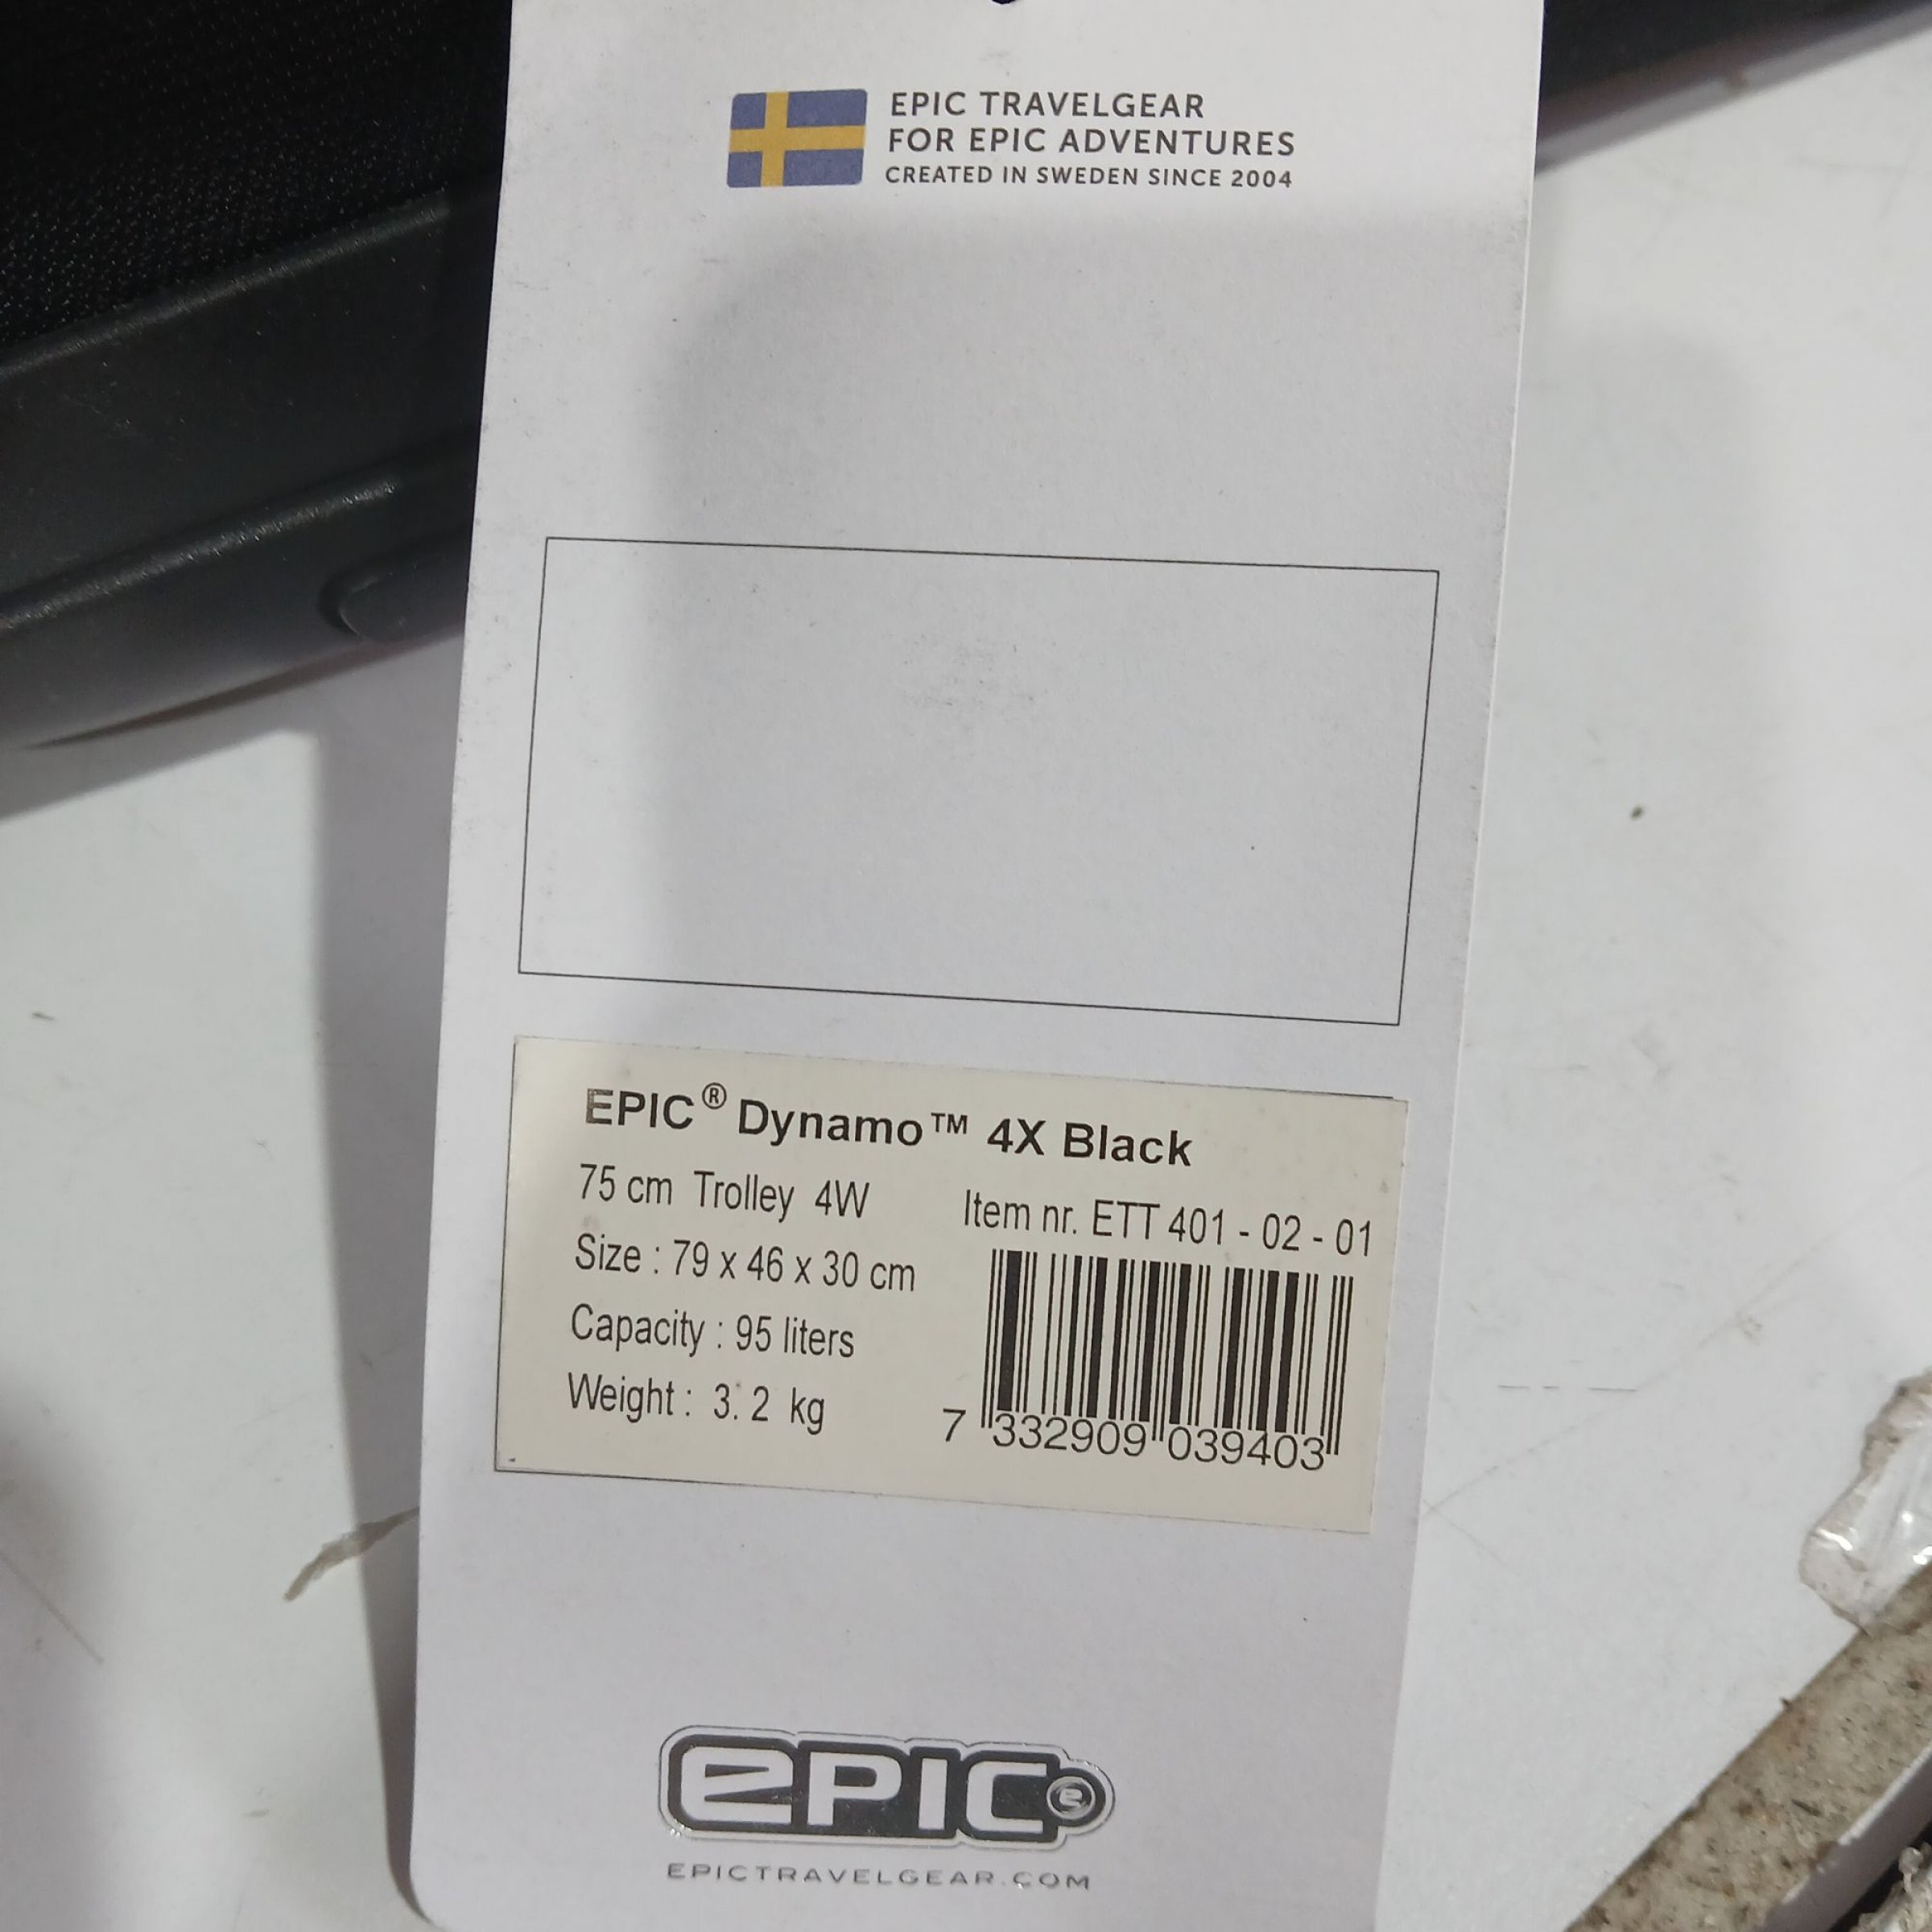 EPIC TRAVELGEAR
FOR EPIC ADVENTURES
CREATED IN SWEDEN SINCE 2004
EPIC® Dynamo™ 4X Black
75 cm Trolley 4W
Item nr. ETT 401 - 02 - 01
Size : 79 x 46 x 30 cm
Capacity : 95 liters
Weight : 3. 2 kg
7 332909 039403
EPIC e
EPICTRAVELGEAR.COM